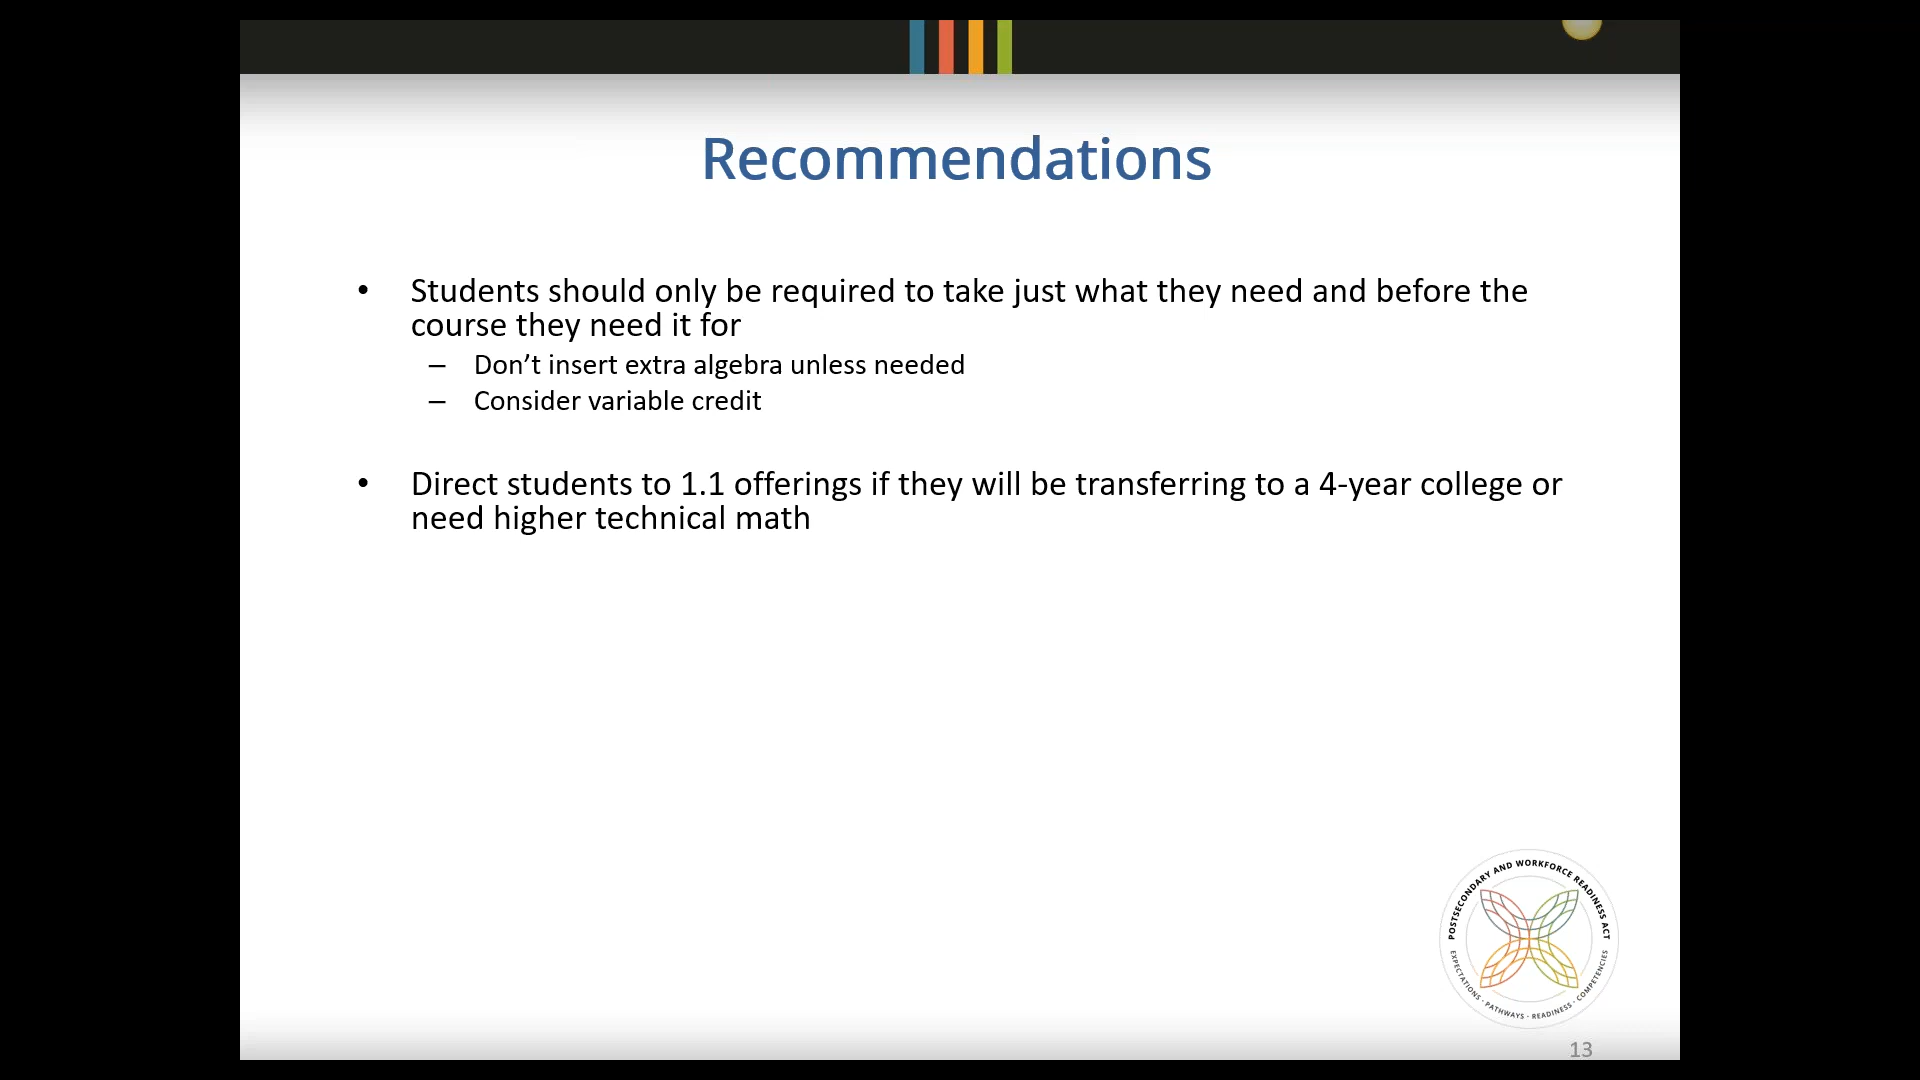 Recommendations
• Students should only be required to take just what they need and before the
course they need it for
– Don’t insert extra algebra unless needed
– Consider variable credit
• Direct students to 1.1 offerings if they will be transferring to a 4-year college or
need higher technical math
POSTSECONDARY AND WORKFORCE READINESS ACT
EXPECTATIONS · PATHWAYS · READINESS · COMPETENCIES
13